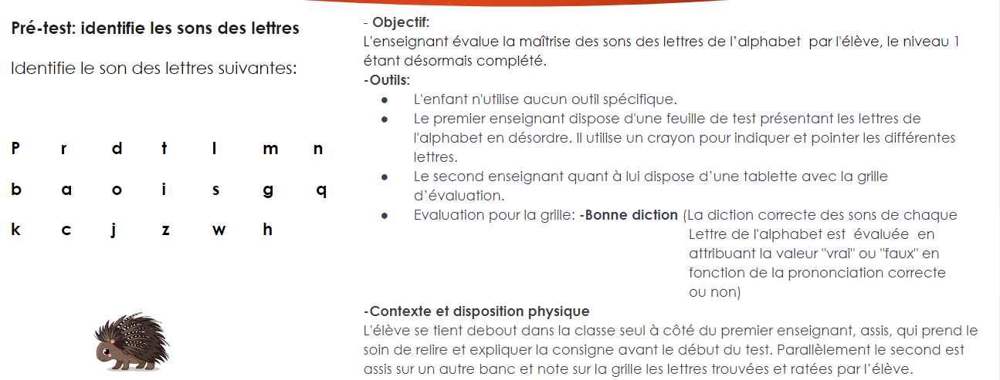 Pré-test: identifie les sons des lettres
Identifie le son des lettres suivantes:
P r d t l m n
b a o i s g q
k c j z w h
- Objectif:
L'enseignant évalue la maîtrise des sons des lettres de l’alphabet par l'élève, le niveau 1
étant désormais complété.
-Outils:
● L'enfant n'utilise aucun outil spécifique.
● Le premier enseignant dispose d'une feuille de test présentant les lettres de
l'alphabet en désordre. Il utilise un crayon pour indiquer et pointer les différentes
lettres.
● Le second enseignant quant à lui dispose d’une tablette avec la grille
d’évaluation.
● Evaluation pour la grille: -Bonne diction (La diction correcte des sons de chaque
Lettre de l'alphabet est évaluée en
attribuant la valeur "vrai" ou "faux" en
fonction de la prononciation correcte
ou non)
-Contexte et disposition physique
L'élève se tient debout dans la classe seul à côté du premier enseignant, assis, qui prend le
soin de relire et expliquer la consigne avant le début du test. Parallèlement le second est
assis sur un autre banc et note sur la grille les lettres trouvées et ratées par l’élève.